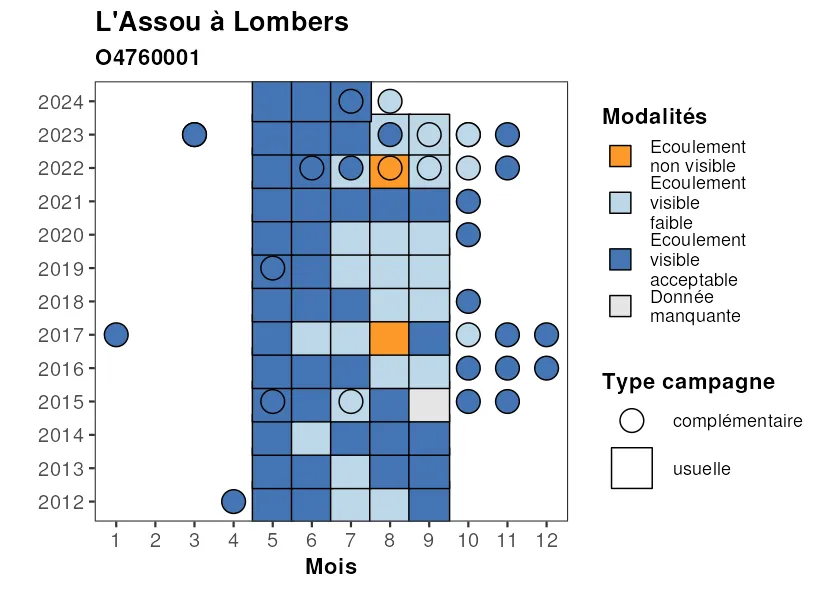 L'Assou à Lombers
O4760001
2024
2023
2022
2021
2020
2019
2018
2017
2016
2015
2014
2013
2012
1 2 3 4 5 6 7 8 9 10 11 12
Mois
Modalités
Ecoulement
non visible
Ecoulement
visible
faible
Ecoulement
visible
acceptable
Donnée
manquante
Type campagne
complémentaire
usuelle